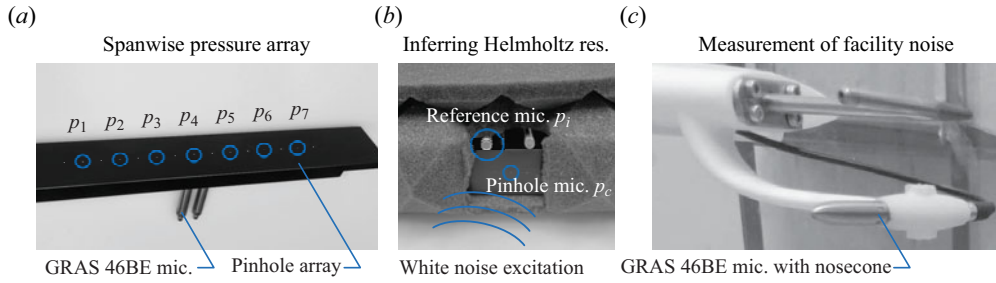 (a)
Spanwise pressure array
p1 p2 p3 p4 p5 p6 p7
GRAS 46BE mic.
Pinhole array
(b)
Inferring Helmholtz res.
Reference mic. pi
Pinhole mic. pc
White noise excitation
(c)
Measurement of facility noise
GRAS 46BE mic. with nosecone